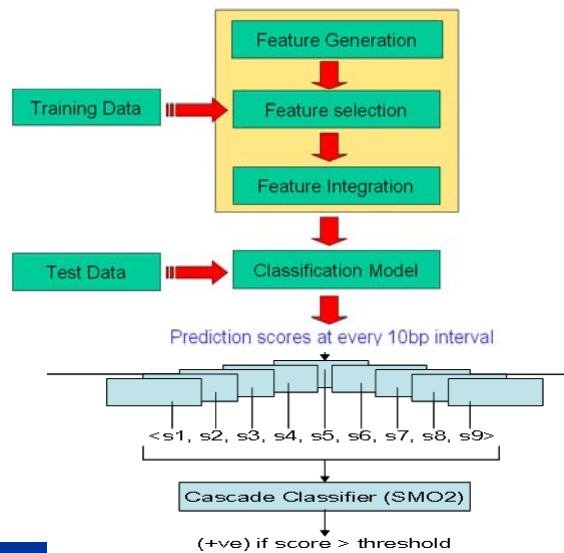 Feature Generation
Training Data
Feature selection
Feature Integration
Test Data
Classification Model
Prediction scores at every 10bp interval
<s1, s2, s3, s4, s5, s6, s7, s8, s9>
Cascade Classifier (SMO2)
(+ve) if score > threshold